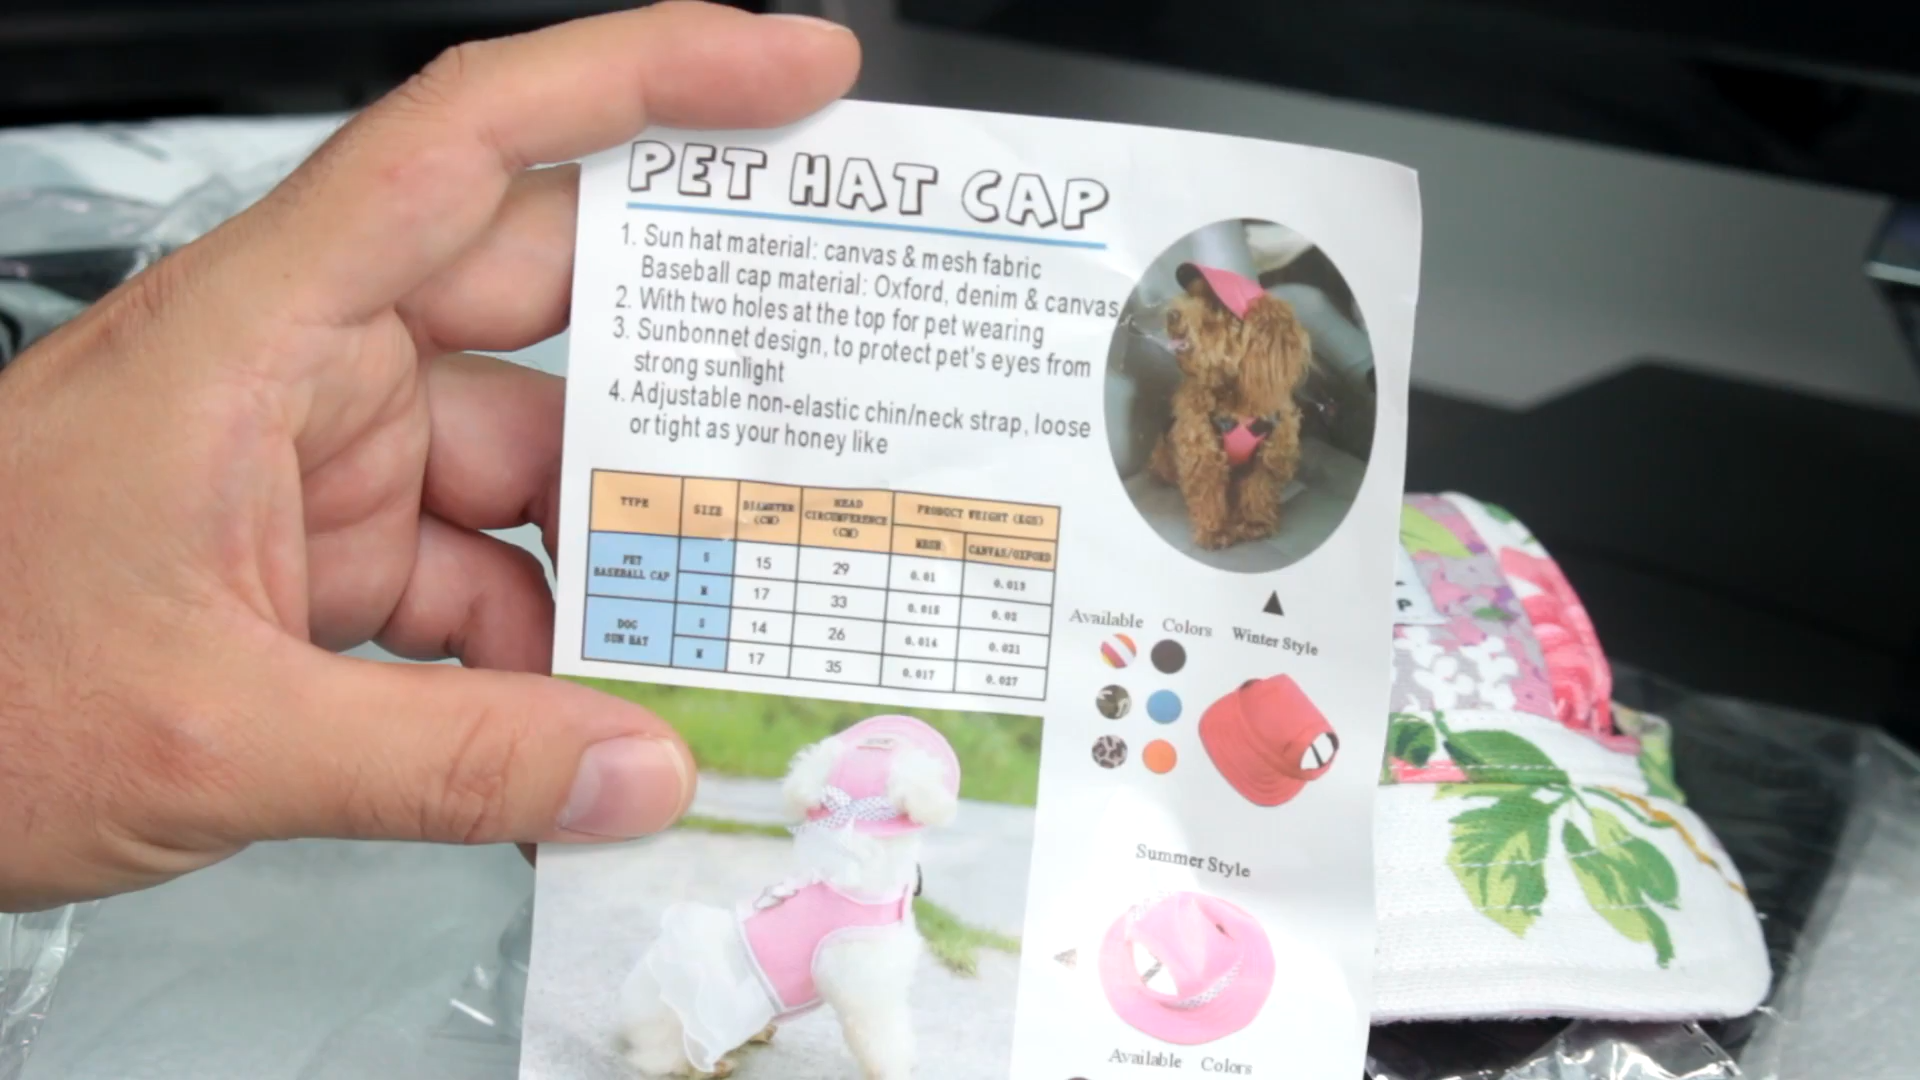 PET HAT CAP
1. Sun hat material: canvas & mesh fabric
Baseball cap material: Oxford, denim & canvas
2. With two holes at the top for pet wearing
3. Sunbonnet design, to protect pet's eyes from
strong sunlight
4. Adjustable non-elastic chin/neck strap, loose
or tight as your honey like
TYPE SIZE DIAMETER (CM) HEAD CIRCUMFERENCE (CM) PRODUCT WEIGHT (KGS)
MESH CANVAS/OXFORD
PET BASEBALL CAP S 15 29 0.01 0.019
M 17 33 0.015 0.02
DOG SUN HAT S 14 26 0.014 0.021
M 17 35 0.017 0.027
Available Colors
Winter Style
Summer Style
Available Colors
P